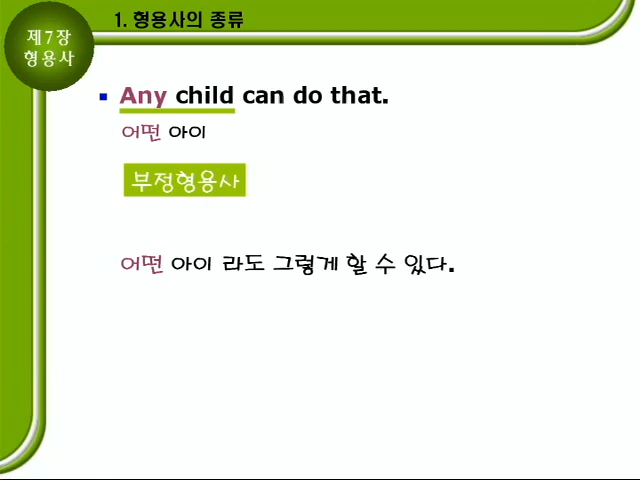 1. 형용사의 종류
제7장
형용사
Any child can do that.
어떤 아이
부정형용사
어떤 아이 라도 그렇게 할 수 있다.